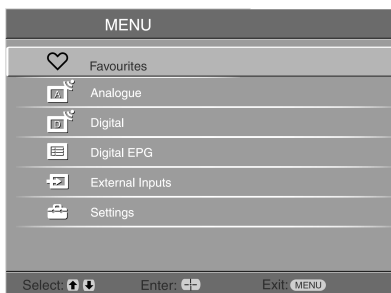 MENU
Favourites
A Analogue
D Digital
Digital EPG
External Inputs
Settings
Select: Enter: Exit: MENU